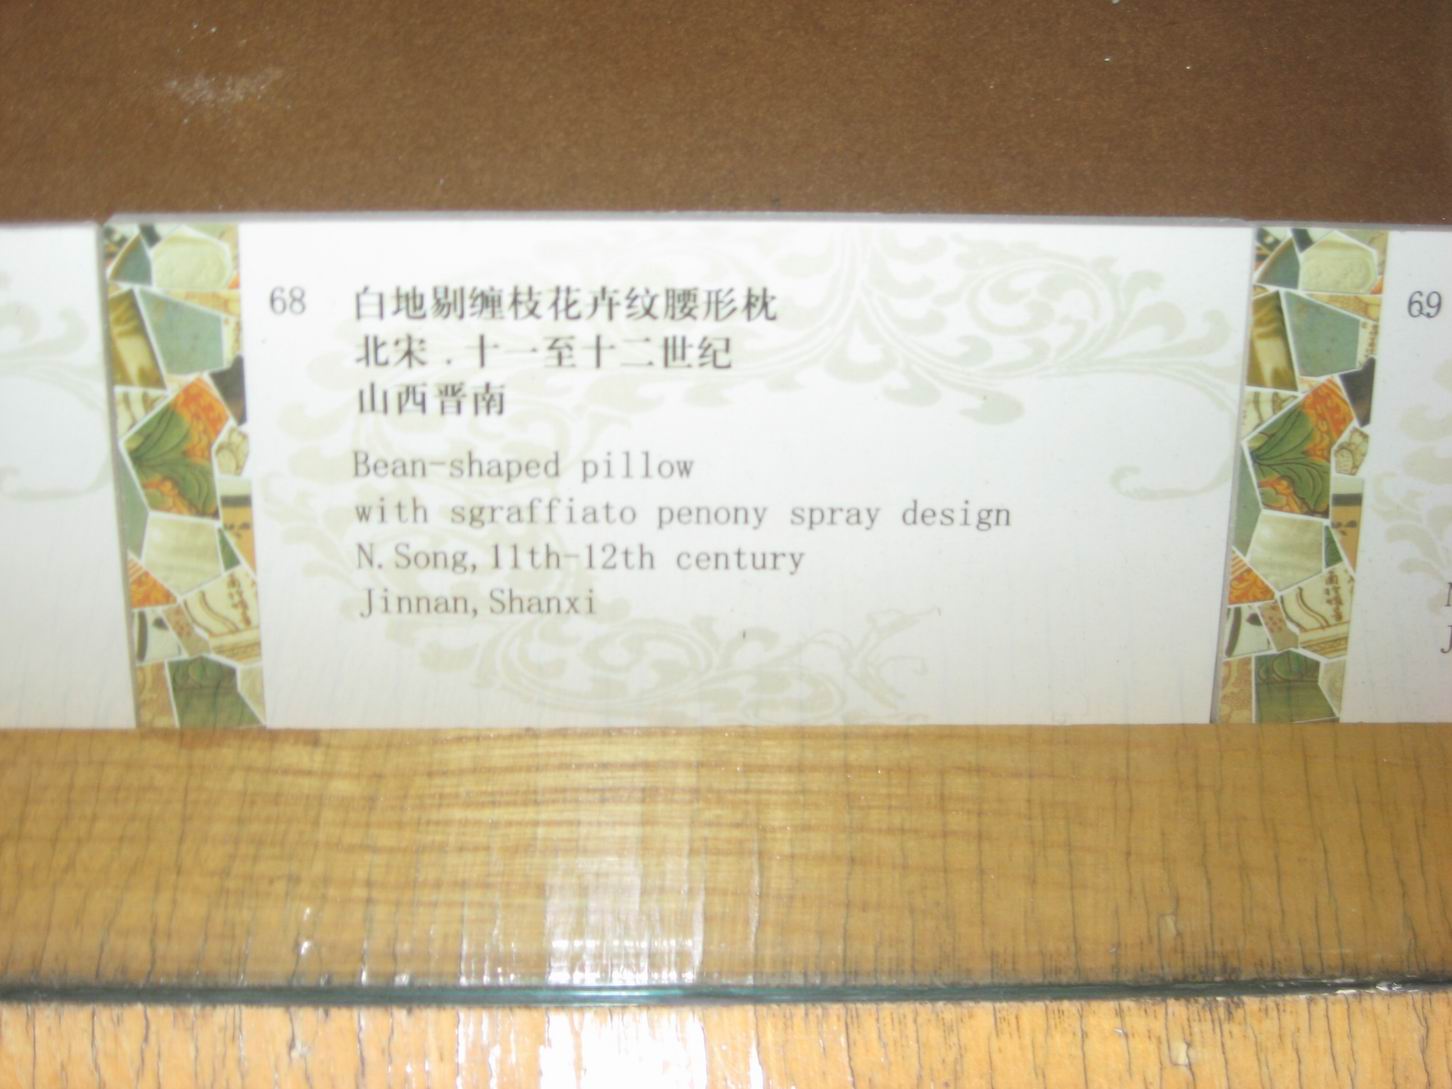 68 白地剔缠枝花卉纹腰形枕
北宋．十一至十二世纪
山西晋南
Bean-shaped pillow
with sgraffiato penony spray design
N. Song, 11th-12th century
Jinnan, Shanxi
69